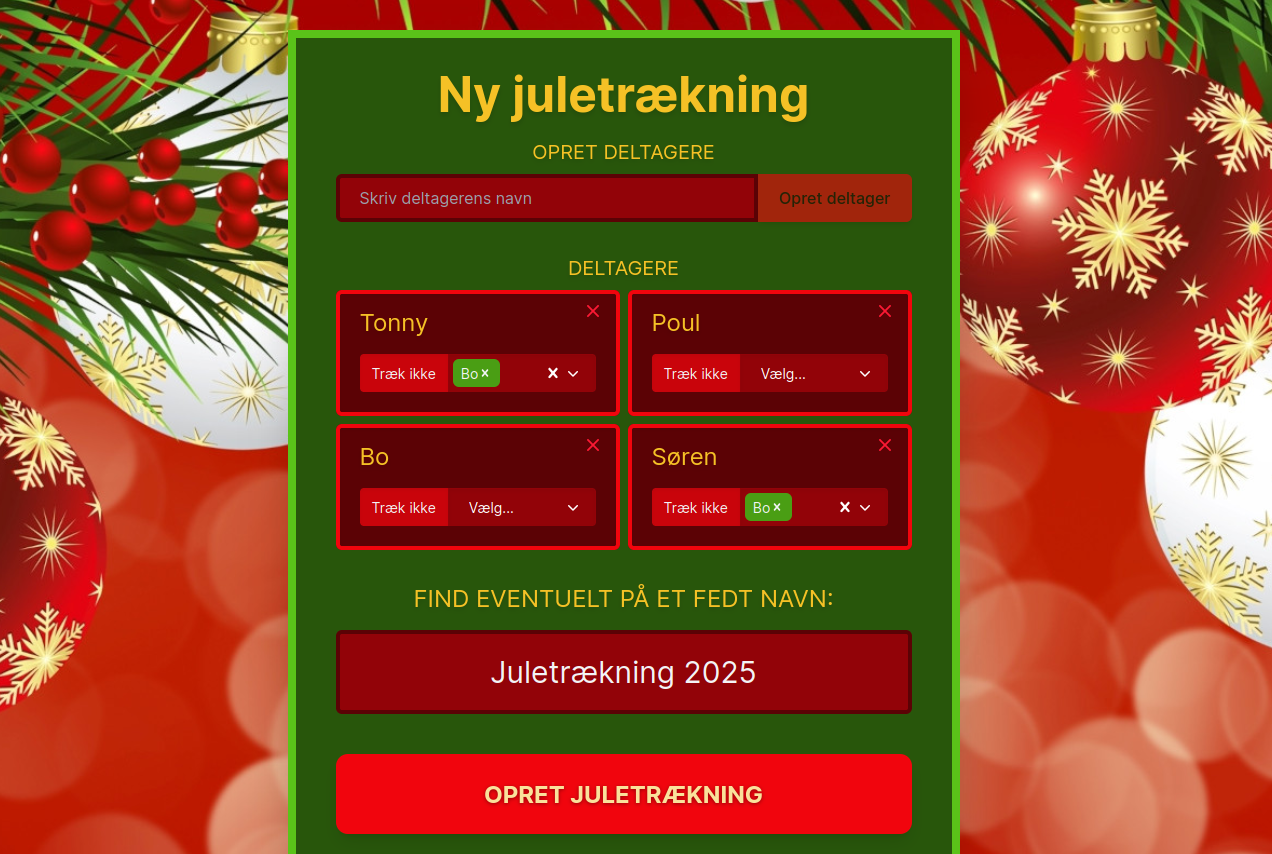 Ny juletrækning
OPRET DELTAGERE
Skriv deltagerens navn Opret deltager
DELTAGERE
Tonny
Træk ikke Bo
Poul
Træk ikke Vælg...
Bo
Træk ikke Vælg...
Søren
Træk ikke Bo
FIND EVENTUELT PÅ ET FEDT NAVN:
Juletrækning 2025
OPRET JULETRÆKNING